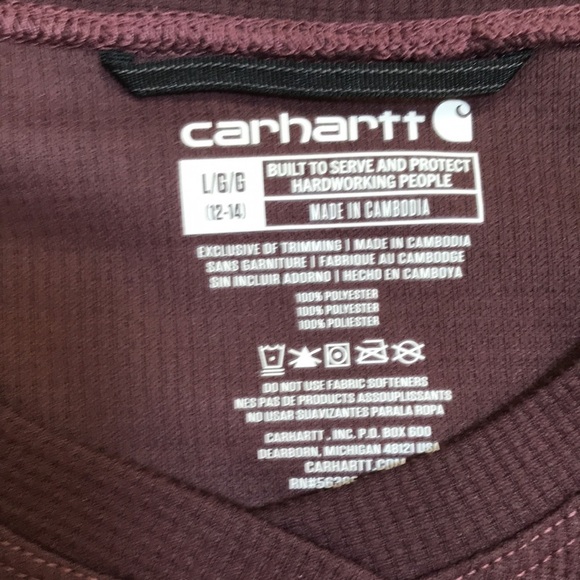 carhartt
L/G/G
(12-14)
BUILT TO SERVE AND PROTECT
HARDWORKING PEOPLE
MADE IN CAMBODIA
EXCLUSIVE OF TRIMMING | MADE IN CAMBODIA
SANS GARNITURE | FABRIQUE AU CAMBODGE
SIN INCLUIR ADORNO | HECHO EN CAMBOYA
100% POLYESTER
100% POLYESTER
100% POLIESTER
DO NOT USE FABRIC SOFTENERS
NES PAS DE PRODUCTS ASSOUPLISSANTS
NO USAR SUAVIZANTES PARALA ROPA
CARHARTT, INC. P.O. BOX 600
DEARBORN, MICHIGAN 48121 USA
CARHARTT.COM